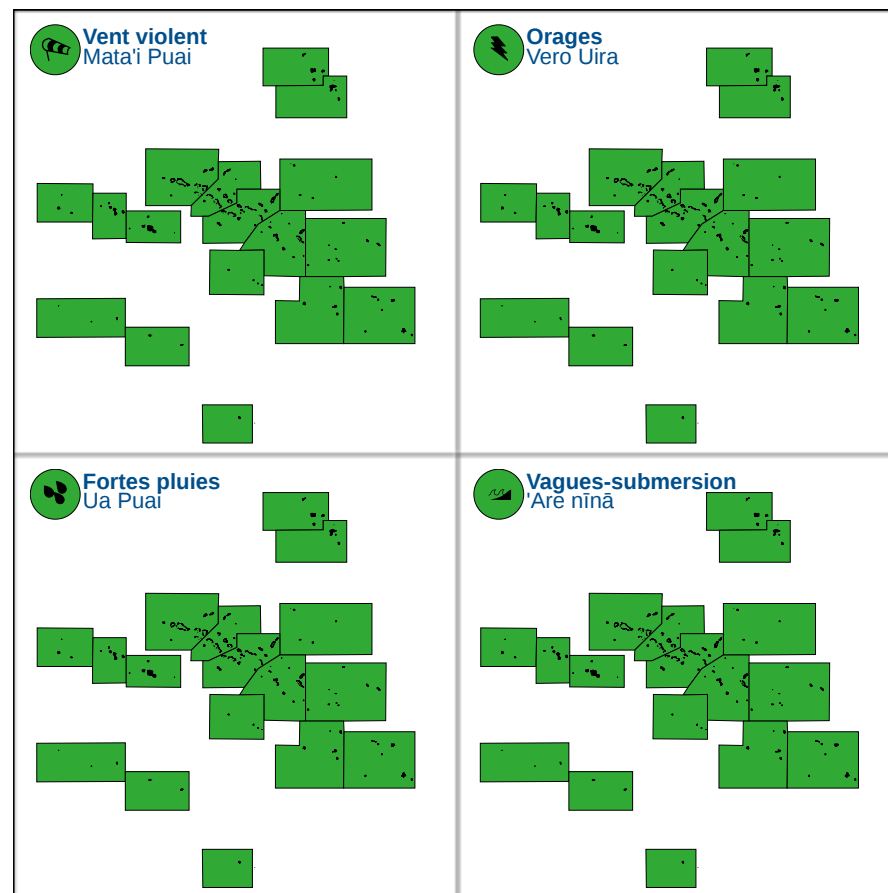 Vent violent
Mata'i Puai
Orages
Vero Uira
Fortes pluies
Ua Puai
Vagues-submersion
'Are nīnā